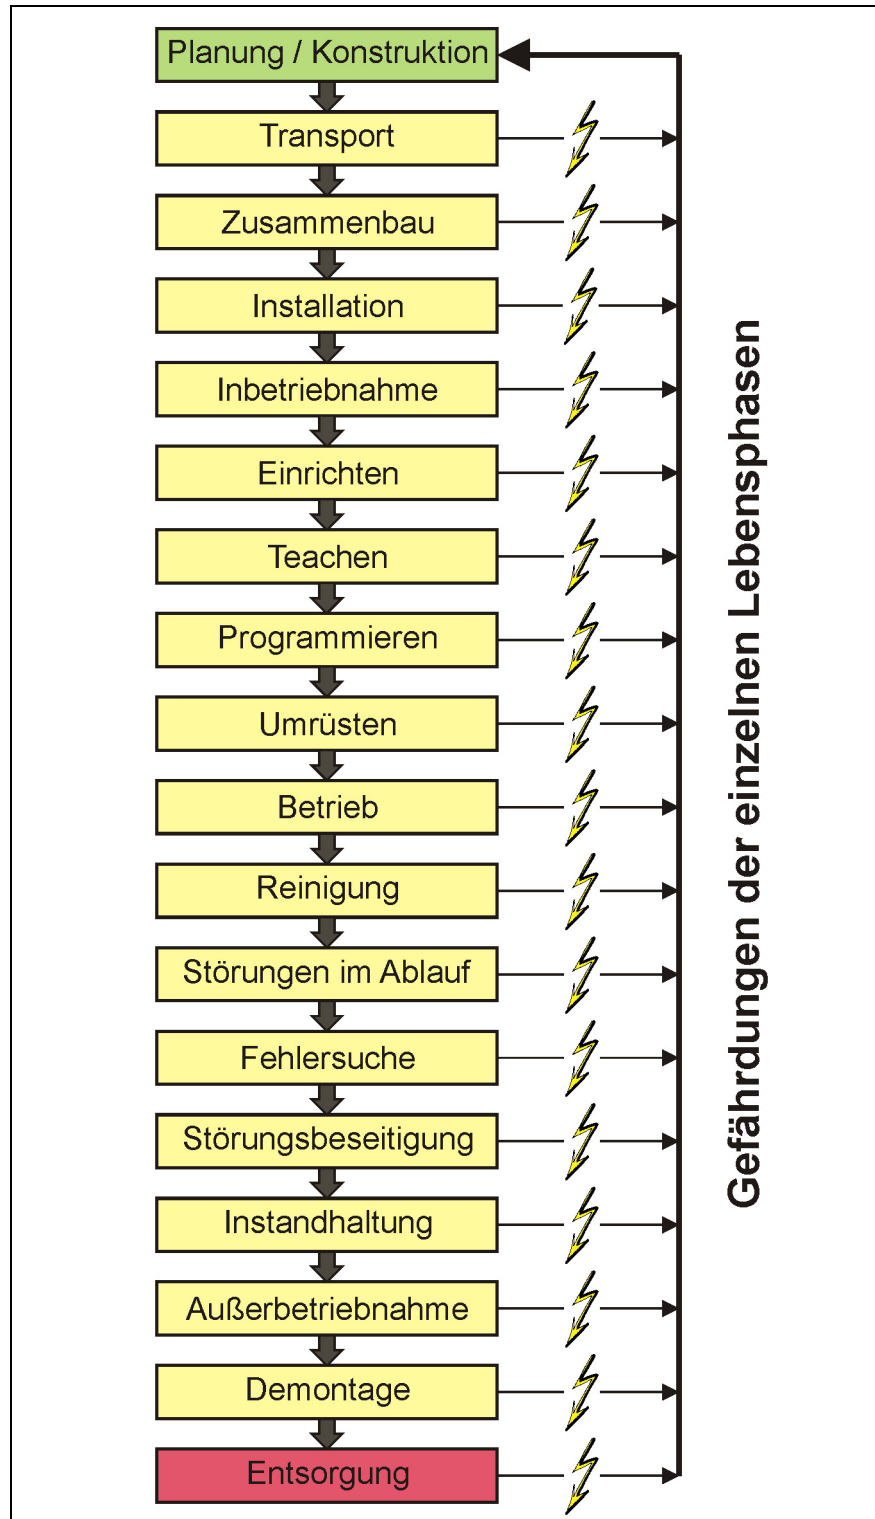 Planung / Konstruktion
Transport
Zusammenbau
Installation
Inbetriebnahme
Einrichten
Teachen
Programmieren
Umrüsten
Betrieb
Reinigung
Störungen im Ablauf
Fehlersuche
Störungsbeseitigung
Instandhaltung
Außerbetriebnahme
Demontage
Entsorgung
Gefährdungen der einzelnen Lebensphasen